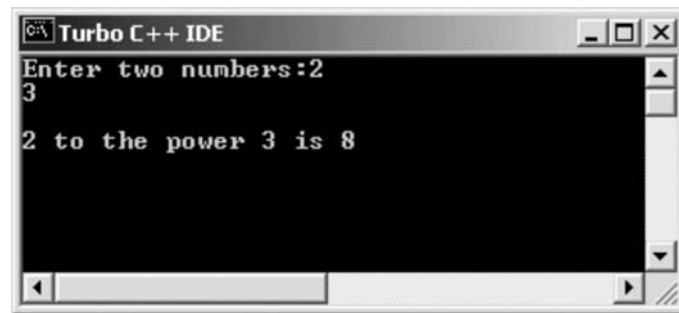 Turbo C++ IDE
Enter two numbers:2
3
2 to the power 3 is 8